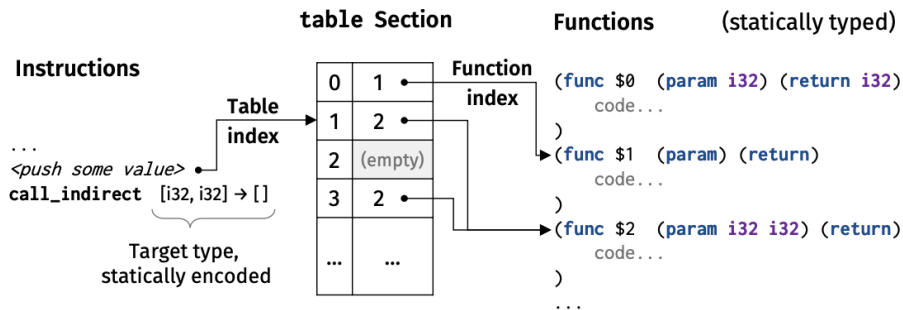 table Section
Functions (statically typed)
Instructions
Table
index
Function
index
0 1
1 2
2 (empty)
3 2
... ...
...
<push some value>
call_indirect [i32, i32] → [ ]
Target type,
statically encoded
(func $0 (param i32) (return i32)
code...
)
(func $1 (param) (return)
code...
)
(func $2 (param i32 i32) (return)
code...
)
...